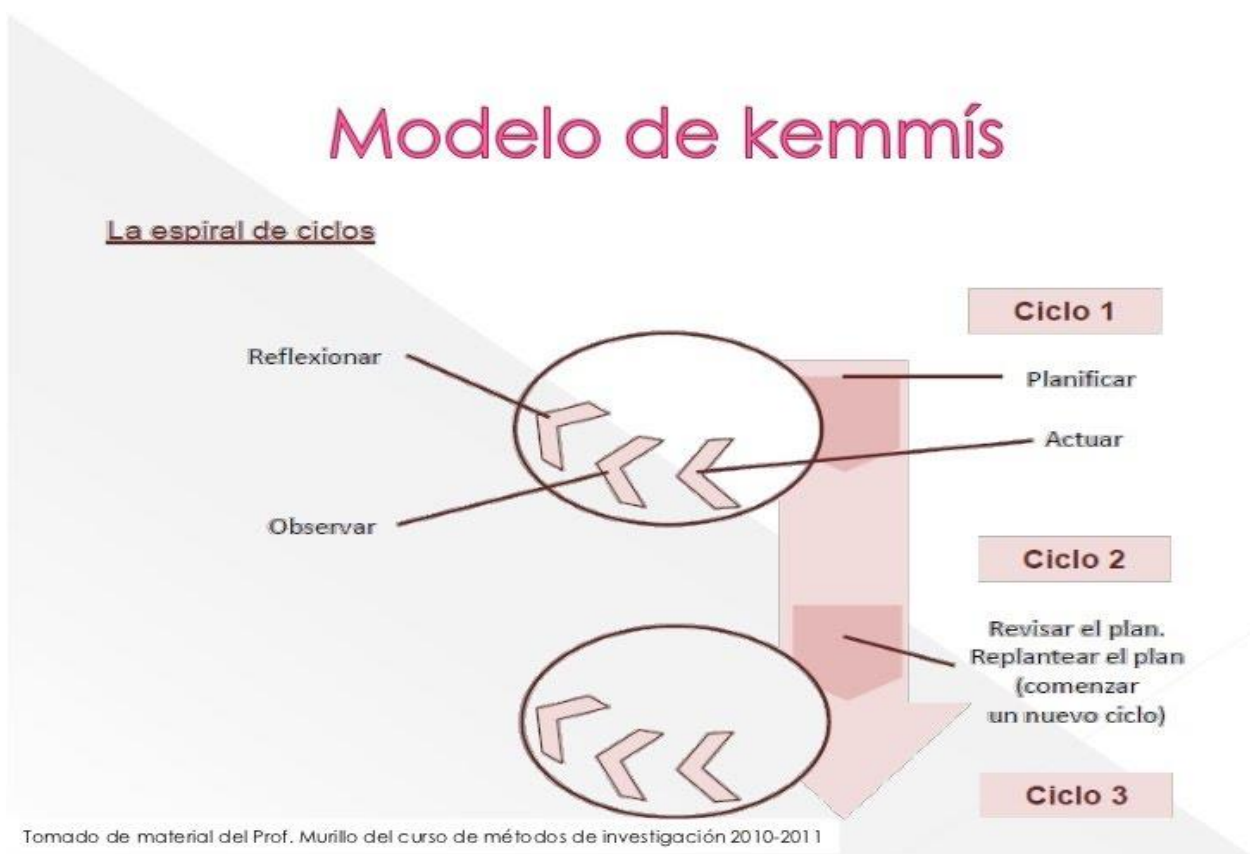 Modelo de kemmís
La espiral de ciclos
Ciclo 1
Reflexionar
Planificar
Actuar
Observar
Ciclo 2
Revisar el plan.
Replantear el plan
(comenzar
un nuevo ciclo)
Ciclo 3
Tomado de material del Prof. Murillo del curso de métodos de investigación 2010-2011